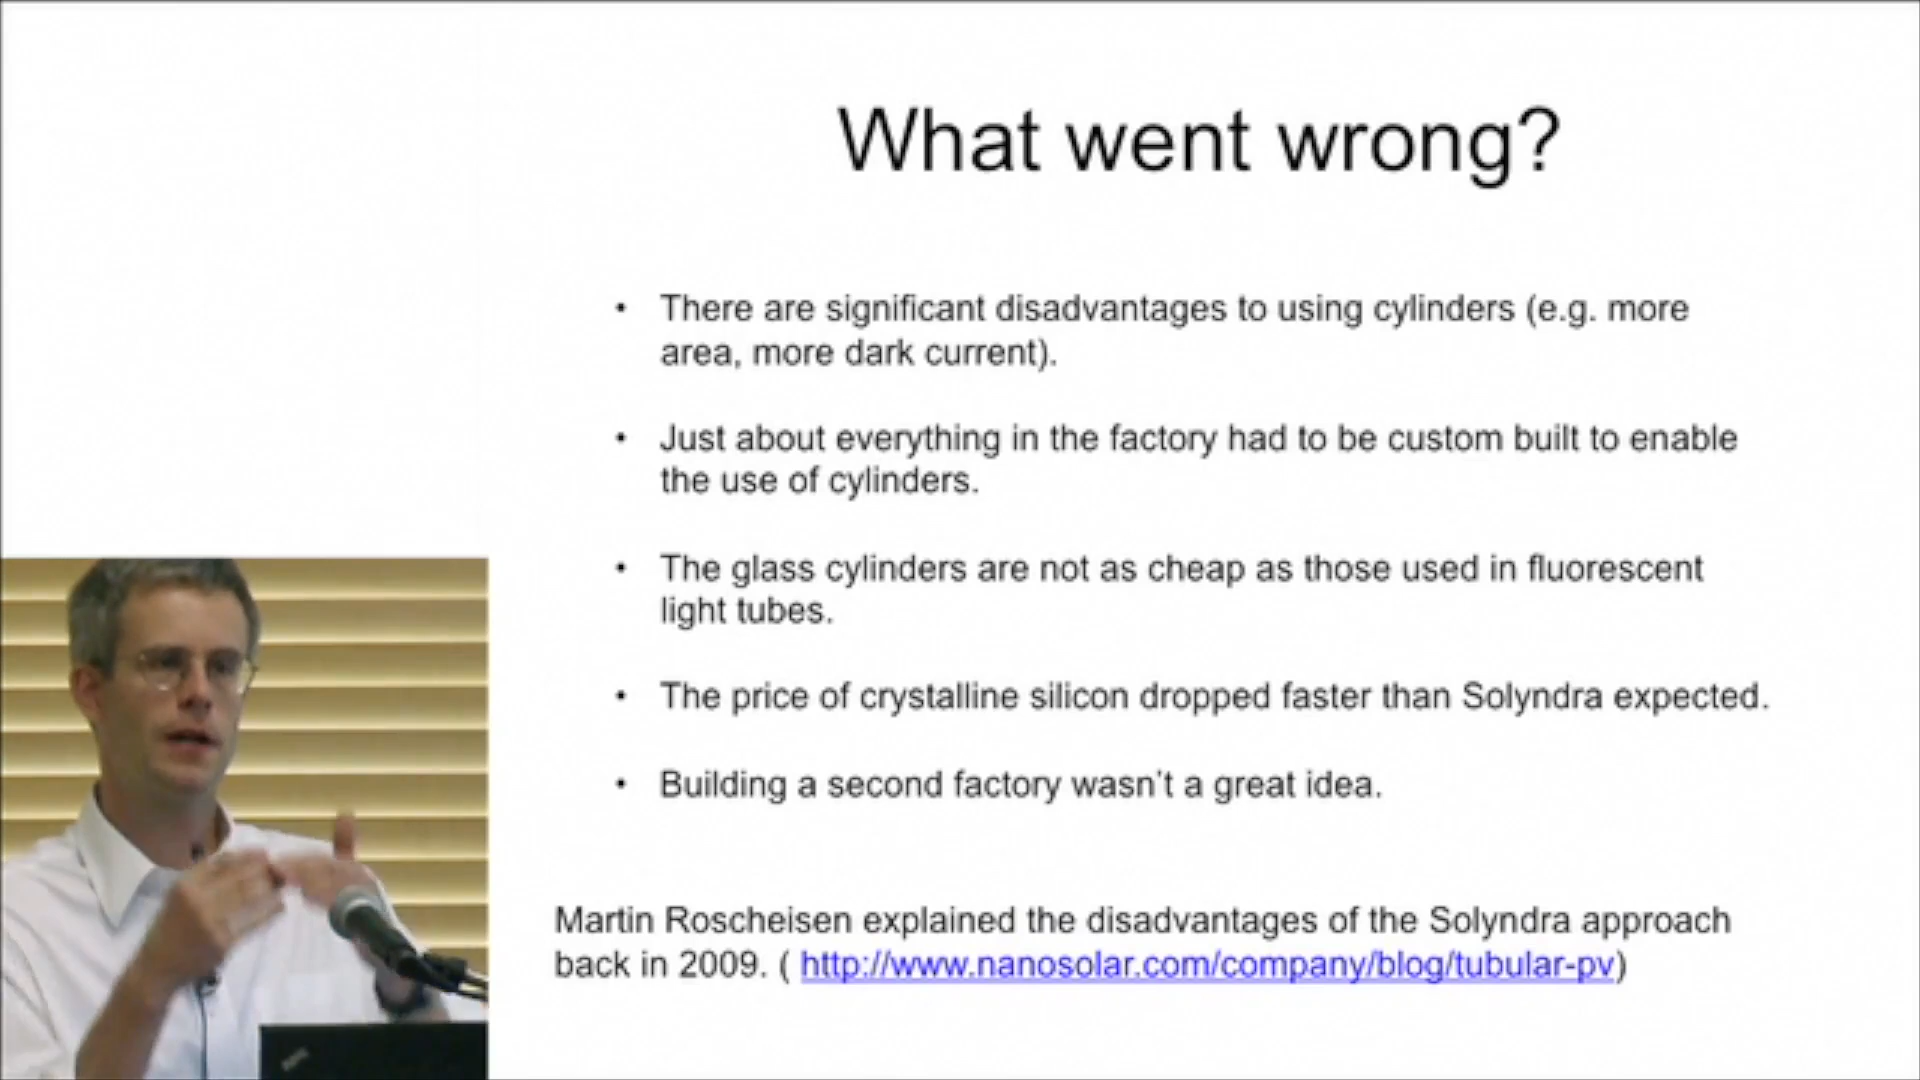 What went wrong?
• There are significant disadvantages to using cylinders (e.g. more
area, more dark current).
• Just about everything in the factory had to be custom built to enable
the use of cylinders.
• The glass cylinders are not as cheap as those used in fluorescent
light tubes.
• The price of crystalline silicon dropped faster than Solyndra expected.
• Building a second factory wasn't a great idea.
Martin Roscheisen explained the disadvantages of the Solyndra approach
back in 2009. ( http://www.nanosolar.com/company/blog/tubular-pv)